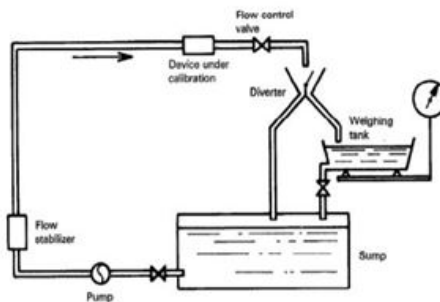 Flow control
valve
Device under
calibration
Diverter
Weighing
tank
Flow
stabilizer
Pump
Sump